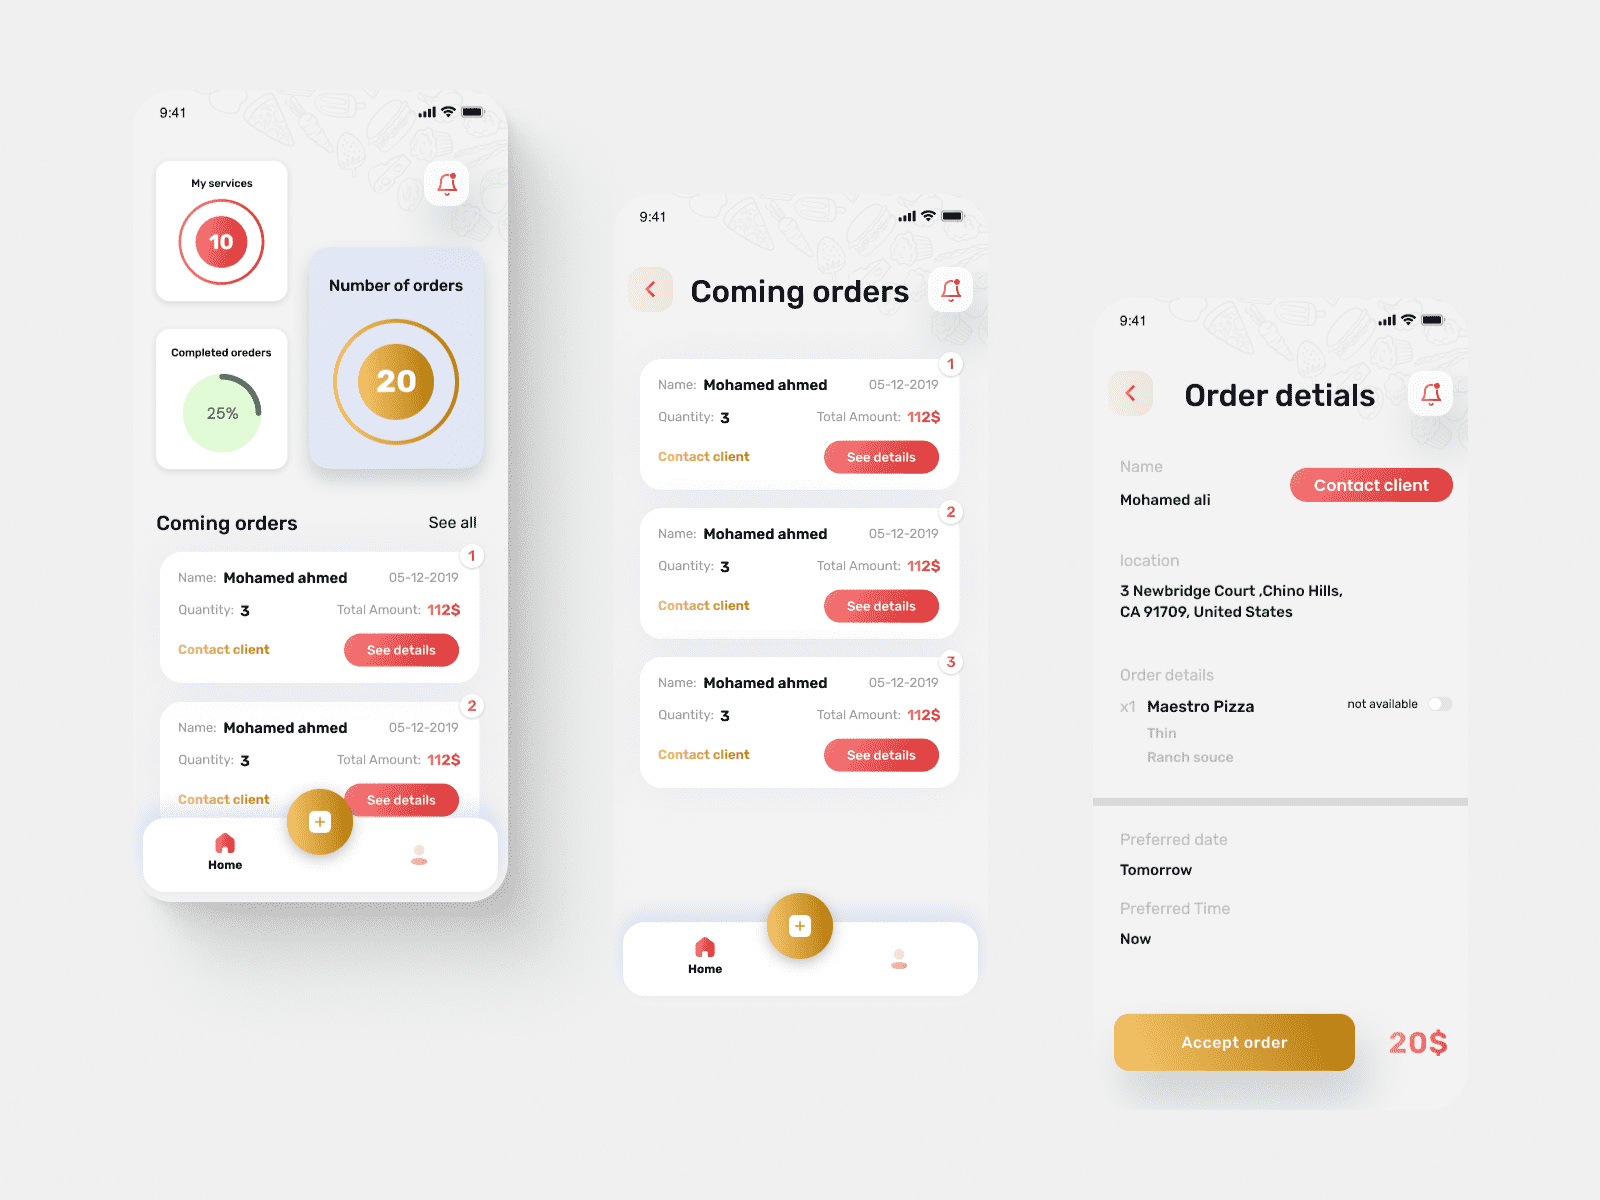 9:41
My services
10
Number of orders
20
Completed oreders
25%
Coming orders
See all
1
Name: Mohamed ahmed 05-12-2019
Quantity: 3 Total Amount: 112$
Contact client See details
2
Name: Mohamed ahmed 05-12-2019
Quantity: 3 Total Amount: 112$
Contact client See details
Home
9:41
Coming orders
1
Name: Mohamed ahmed 05-12-2019
Quantity: 3 Total Amount: 112$
Contact client See details
2
Name: Mohamed ahmed 05-12-2019
Quantity: 3 Total Amount: 112$
Contact client See details
3
Name: Mohamed ahmed 05-12-2019
Quantity: 3 Total Amount: 112$
Contact client See details
Home
9:41
Order detials
Name
Mohamed ali
Contact client
location
3 Newbridge Court ,Chino Hills,
CA 91709, United States
Order details
x1 Maestro Pizza not available
Thin
Ranch souce
Preferred date
Tomorrow
Preferred Time
Now
Accept order 20$